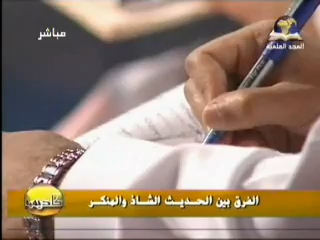 مباشر
المجد العلمية
الفرق بين الحديث الشاذ والمنكر